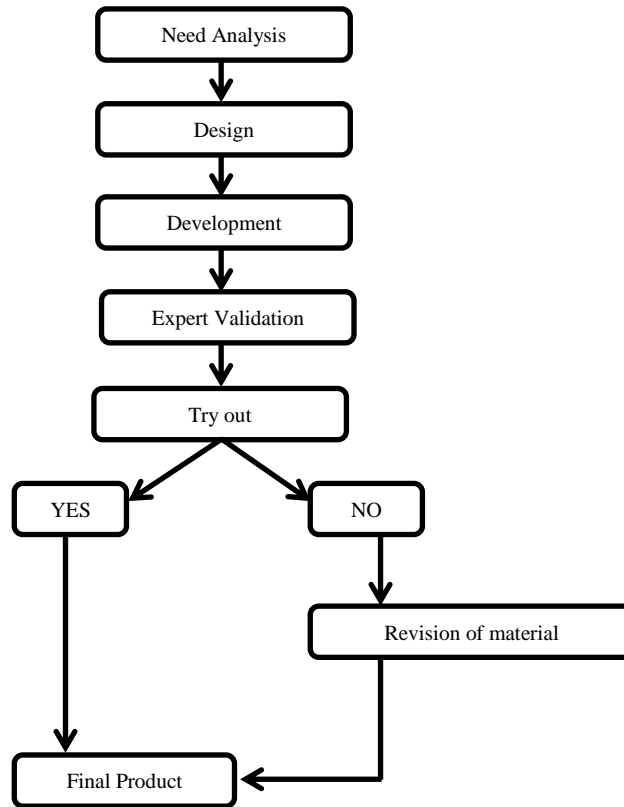 Need Analysis
Design
Development
Expert Validation
Try out
YES
NO
Revision of material
Final Product